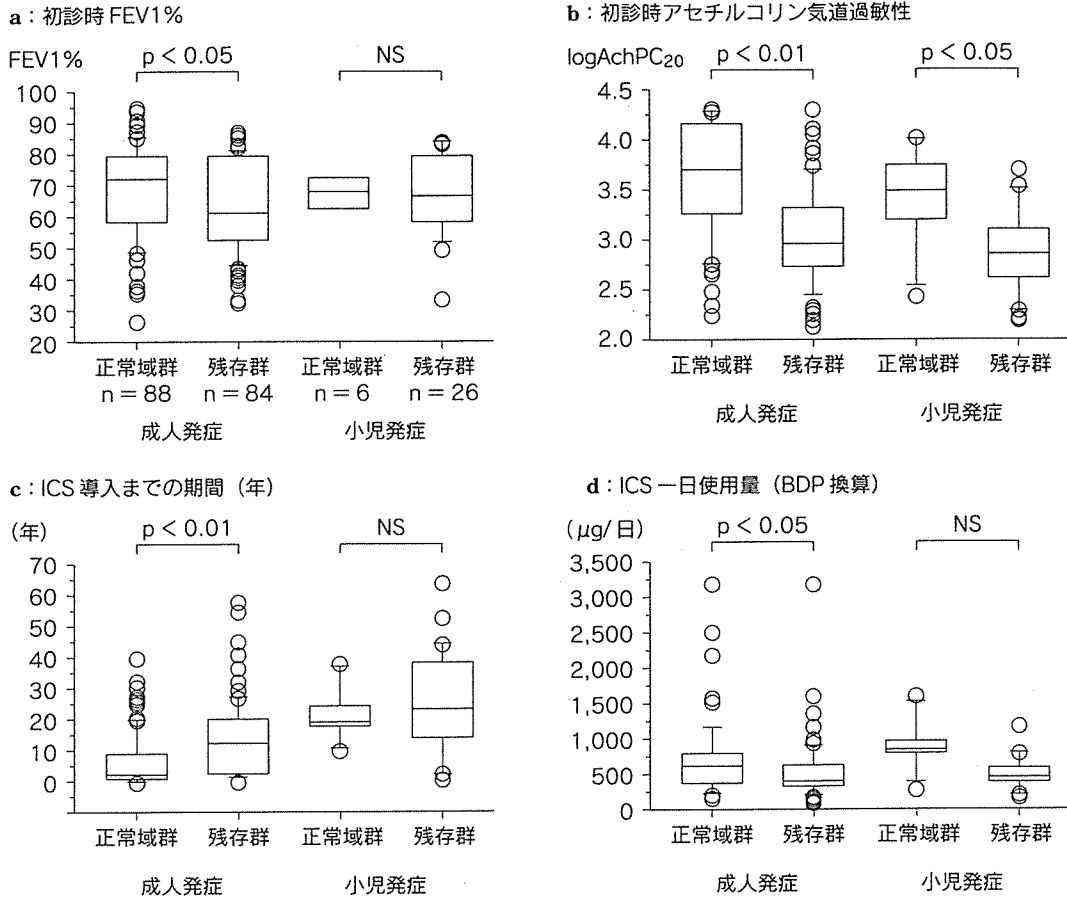 a：初診時 FEV1%
FEV1%
p < 0.05
NS
100
90
80
70
60
50
40
30
20
正常域群
残存群
正常域群
残存群
n = 88
n = 84
n = 6
n = 26
成人発症
小児発症
b：初診時アセチルコリン気道過敏性
logAchPC20
p < 0.01
p < 0.05
4.5
4.0
3.5
3.0
2.5
2.0
正常域群
残存群
正常域群
残存群
成人発症
小児発症
c：ICS 導入までの期間（年）
（年）
p < 0.01
NS
70
60
50
40
30
20
10
0
正常域群
残存群
正常域群
残存群
成人発症
小児発症
d：ICS 一日使用量（BDP 換算）
（μg/ 日）
p < 0.05
NS
3,500
3,000
2,500
2,000
1,500
1,000
500
0
正常域群
残存群
正常域群
残存群
成人発症
小児発症